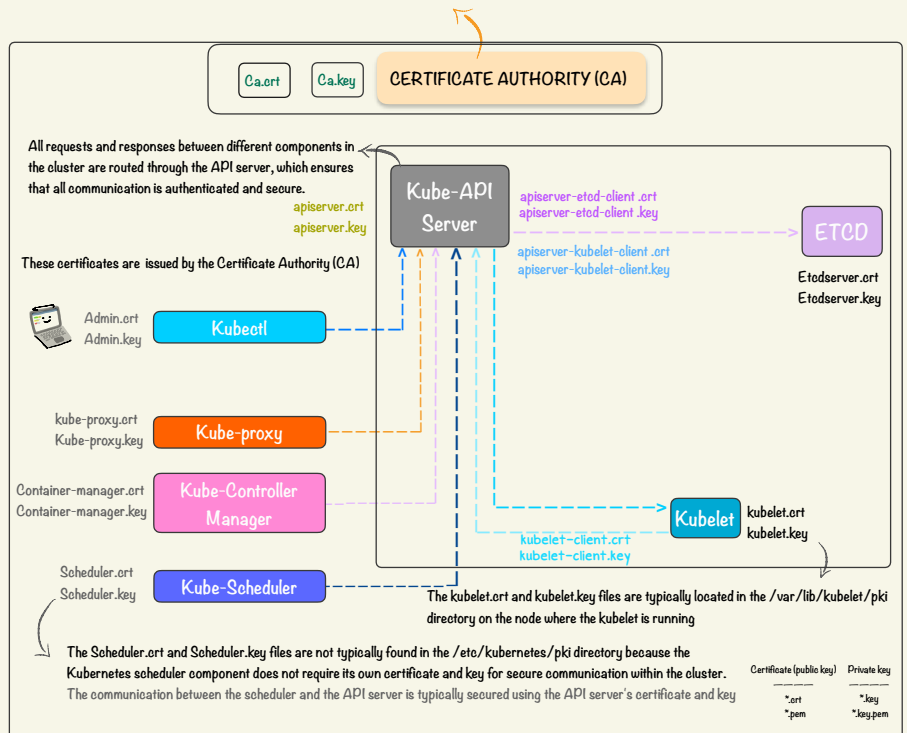 Ca.crt
Ca.key
CERTIFICATE AUTHORITY (CA)
All requests and responses between different components in
the cluster are routed through the API server, which ensures
that all communication is authenticated and secure.
apiserver.crt
apiserver.key
These certificates are issued by the Certificate Authority (CA)
Kube-API
Server
apiserver-etcd-client .crt
apiserver-etcd-client .key
apiserver-kubelet-client .crt
apiserver-kubelet-client.key
ETCD
Etcdserver.crt
Etcdserver.key
Admin.crt
Admin.key
Kubectl
kube-proxy.crt
Kube-proxy.key
Kube-proxy
Container-manager.crt
Container-manager.key
Kube-Controller
Manager
Kubelet
kubelet.crt
kubelet.key
kubelet-client.crt
kubelet-client.key
Scheduler.crt
Scheduler.key
Kube-Scheduler
The kubelet.crt and kubelet.key files are typically located in the /var/lib/kubelet/pki
directory on the node where the kubelet is running
The Scheduler.crt and Scheduler.key files are not typically found in the /etc/kubernetes/pki directory because the
Kubernetes scheduler component does not require its own certificate and key for secure communication within the cluster.
The communication between the scheduler and the API server is typically secured using the API server's certificate and key
Certificate (public key)
Private key
*.crt
*.key
*.pem
*.key.pem